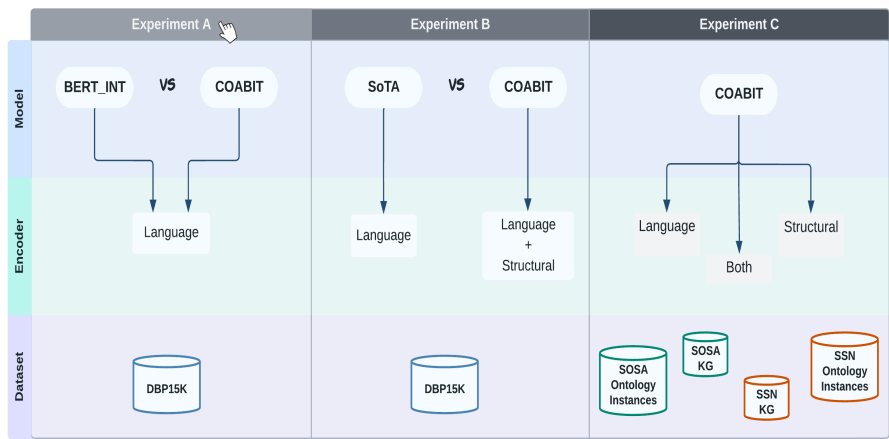 Experiment A
Experiment B
Experiment C
Model
BERT_INT
VS
COABIT
SoTA
VS
COABIT
COABIT
Encoder
Language
Language
Language
+
Structural
Language
Both
Structural
Dataset
DBP15K
DBP15K
SOSA
Ontology
Instances
SOSA
KG
SSN
KG
SSN
Ontology
Instances